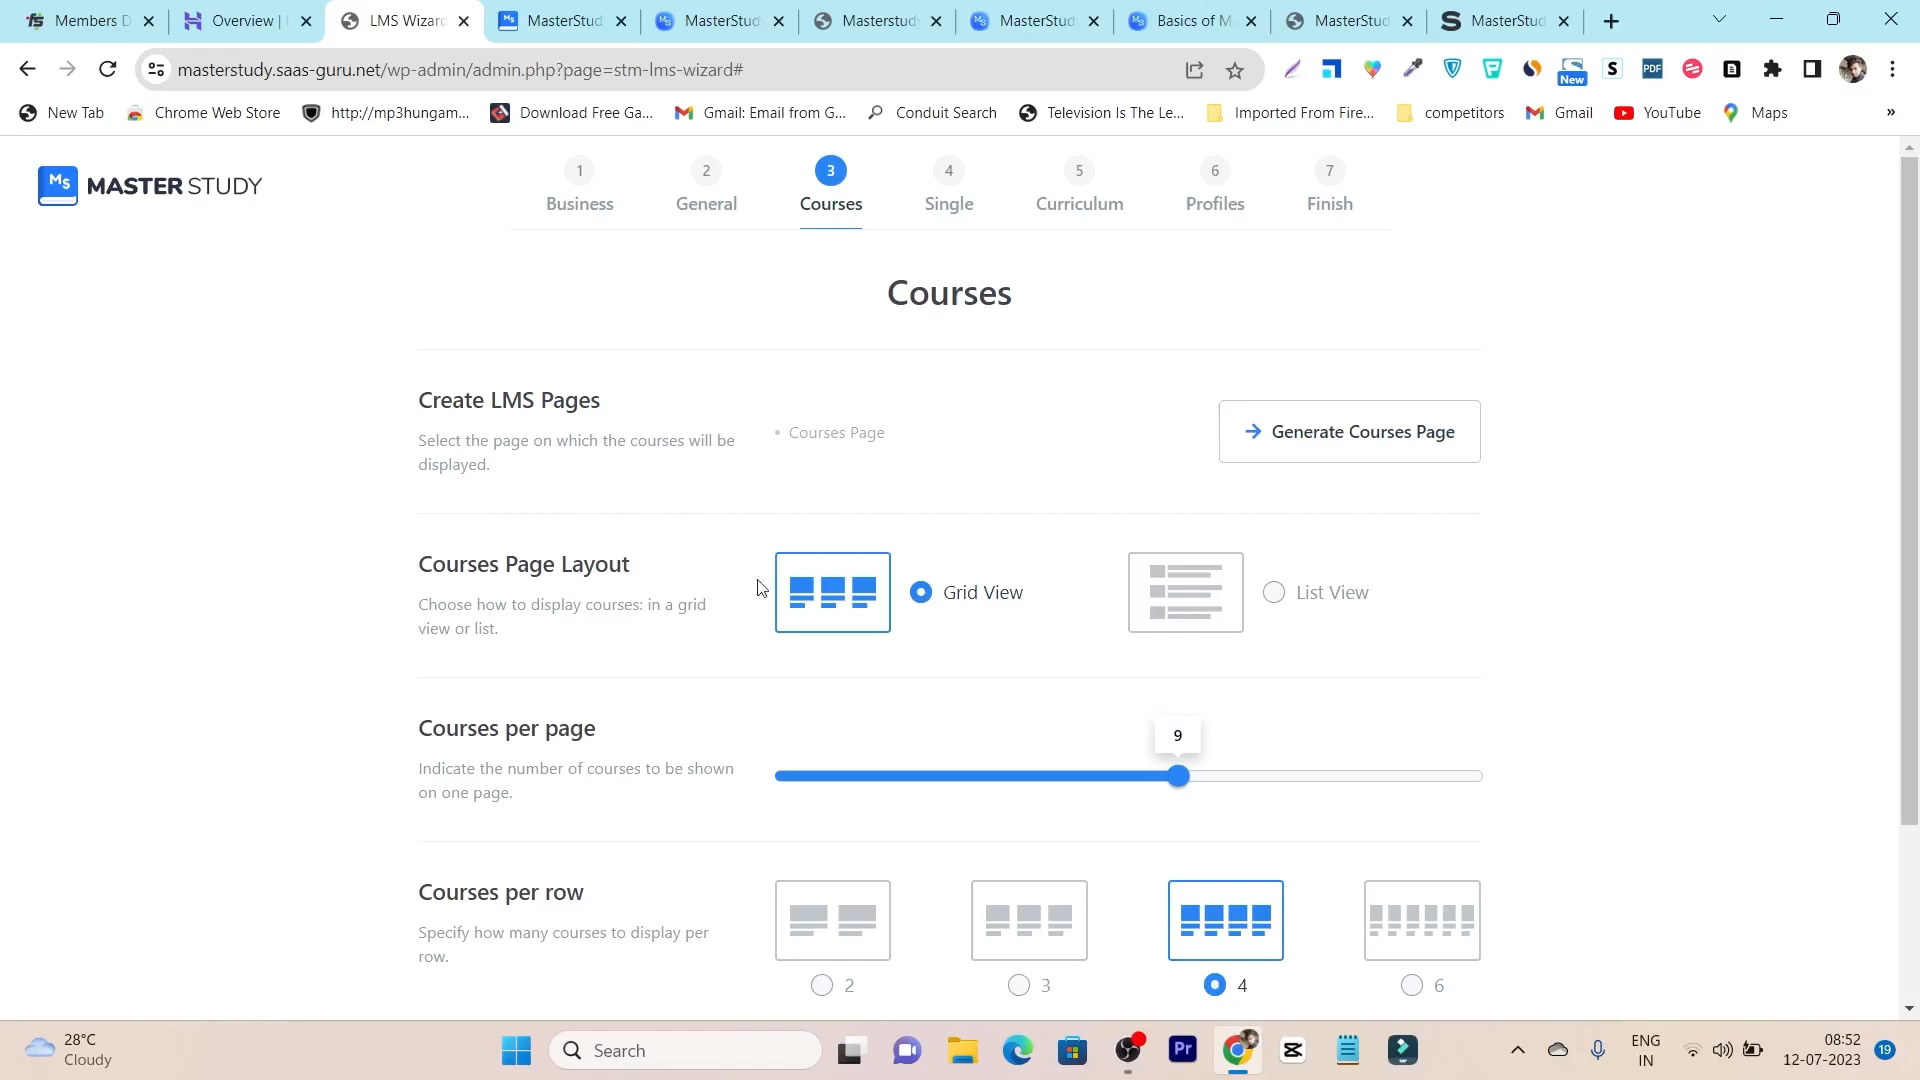 Members D
Overview |
LMS Wizard
MasterStud
MasterStud
Masterstud
MasterStud
Basics of M
MasterStud
MasterStud
masterstudy.saas-guru.net/wp-admin/admin.php?page=stm-lms-wizard#
New
New Tab
Chrome Web Store
http://mp3hungam...
Download Free Ga...
Gmail: Email from G...
Conduit Search
Television Is The Le...
Imported From Fire...
competitors
Gmail
YouTube
Maps
»
MS MASTER STUDY
1
2
3
4
5
6
7
Business
General
Courses
Single
Curriculum
Profiles
Finish
Courses
Create LMS Pages
Select the page on which the courses will be
displayed.
• Courses Page
Generate Courses Page
Courses Page Layout
Choose how to display courses: in a grid
view or list.
Grid View
List View
Courses per page
Indicate the number of courses to be shown
on one page.
9
Courses per row
Specify how many courses to display per
row.
2
3
4
6
28°C
Cloudy
Search
Pr
ENG
IN
08:52
12-07-2023
19